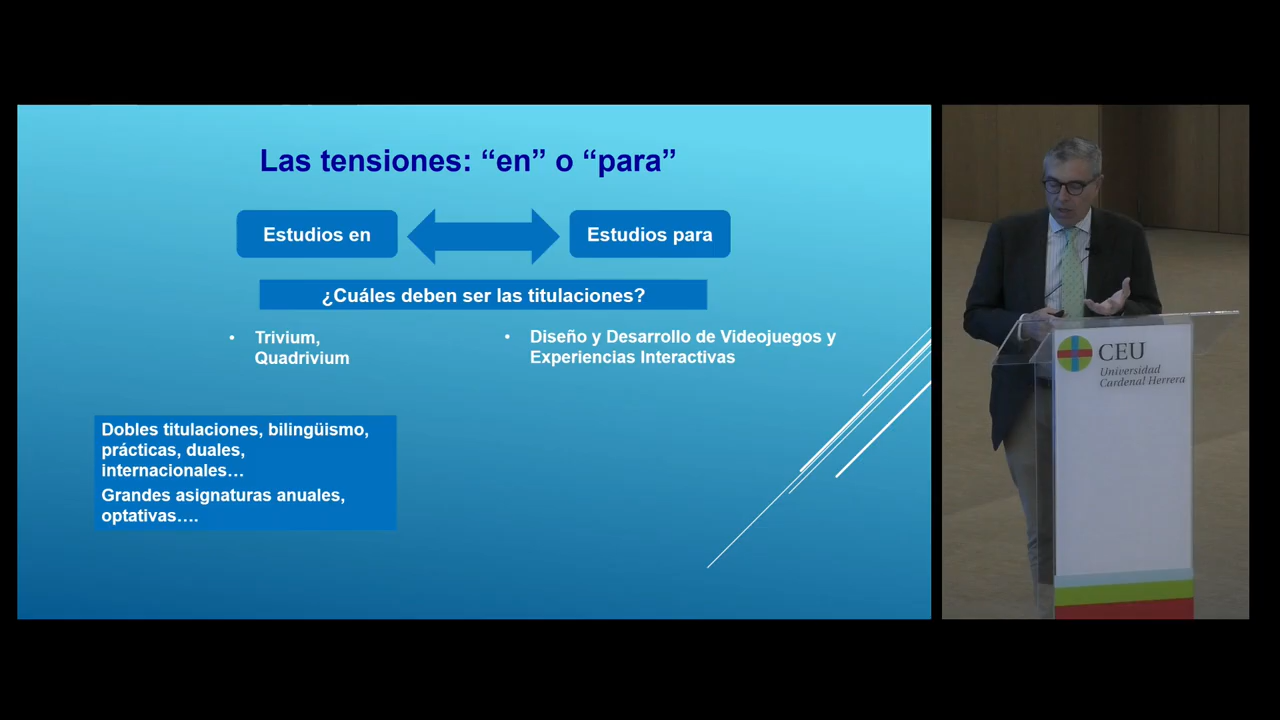 Las tensiones: “en” o “para”
Estudios en
Estudios para
¿Cuáles deben ser las titulaciones?
• Trivium,
Quadrivium
• Diseño y Desarrollo de Videojuegos y
Experiencias Interactivas
Dobles titulaciones, bilingüismo,
prácticas, duales,
internacionales…
Grandes asignaturas anuales,
optativas….
CEU
Universidad
Cardenal Herrera